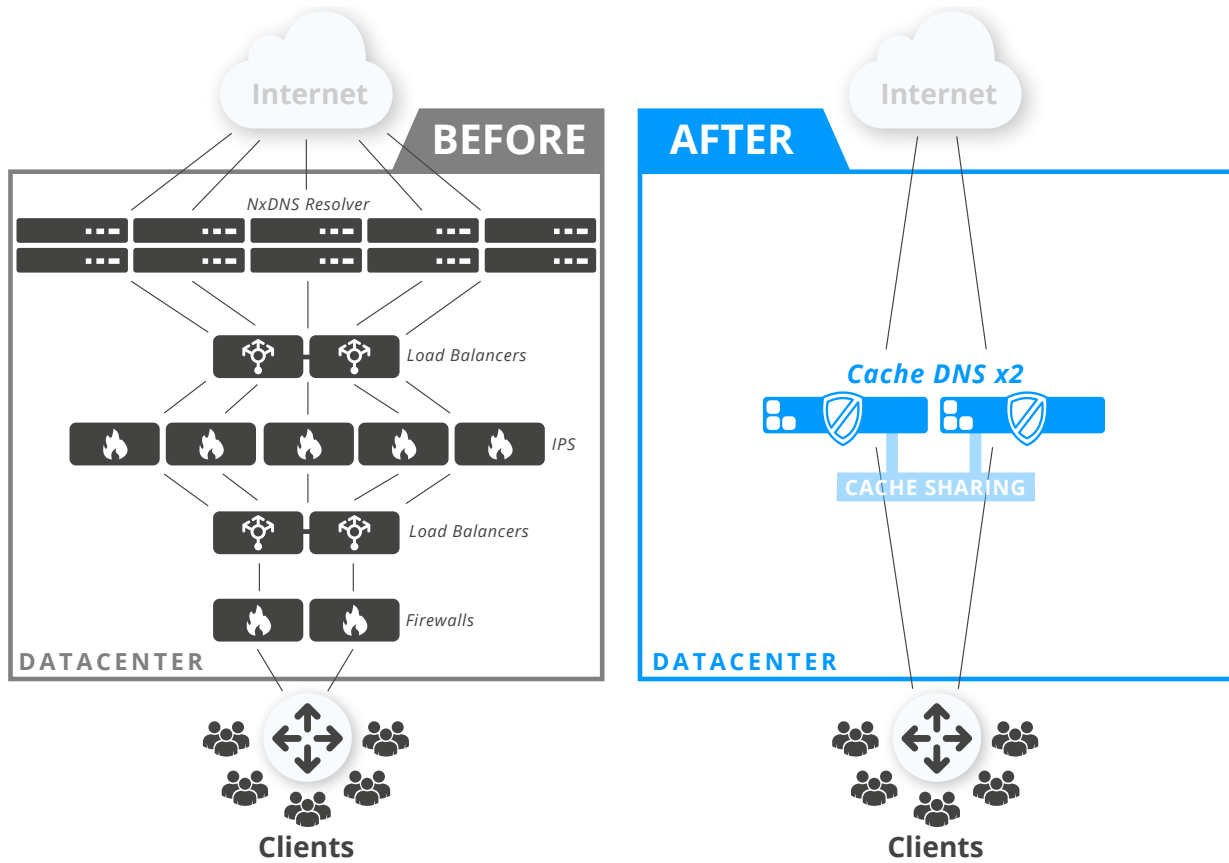 Internet
BEFORE
NxDNS Resolver
Load Balancers
IPS
Load Balancers
Firewalls
DATACENTER
Clients
Internet
AFTER
Cache DNS x2
CACHE SHARING
DATACENTER
Clients